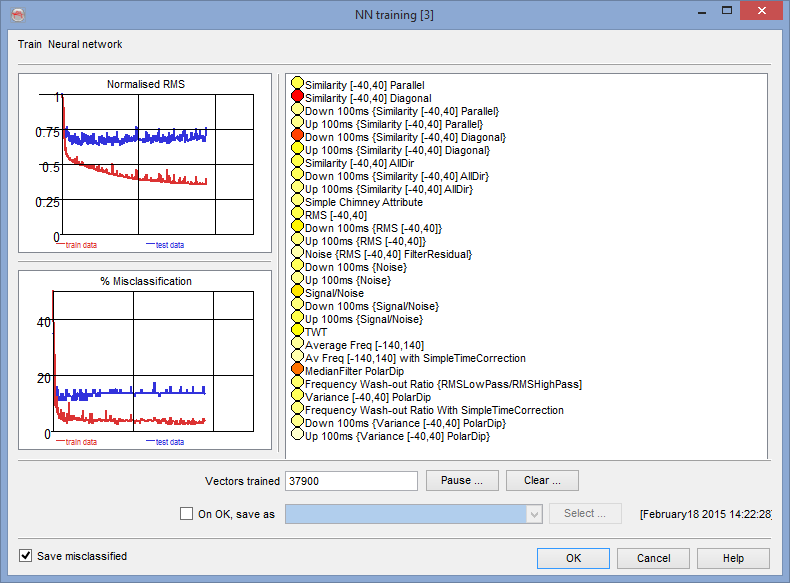 NN training [3]
Train Neural network
Normalised RMS
1
0.75
0.5
0.25
0
train data
test data
% Misclassification
40
20
0
train data
test data
Similarity [-40,40] Parallel
Similarity [-40,40] Diagonal
Down 100ms {Similarity [-40,40] Parallel}
Up 100ms {Similarity [-40,40] Parallel}
Down 100ms {Similarity [-40,40] Diagonal}
Up 100ms {Similarity [-40,40] Diagonal}
Similarity [-40,40] AllDir
Down 100ms {Similarity [-40,40] AllDir}
Up 100ms {Similarity [-40,40] AllDir}
Simple Chimney Attribute
RMS [-40,40]
Down 100ms {RMS [-40,40]}
Up 100ms {RMS [-40,40]}
Noise {RMS [-40,40] FilterResidual}
Down 100ms {Noise}
Up 100ms {Noise}
Signal/Noise
Down 100ms {Signal/Noise}
Up 100ms {Signal/Noise}
TWT
Average Freq [-140,140]
Av Freq [-140,140] with SimpleTimeCorrection
MedianFilter PolarDip
Frequency Wash-out Ratio {RMSLowPass/RMSHighPass}
Variance [-40,40] PolarDip
Frequency Wash-out Ratio With SimpleTimeCorrection
Down 100ms {Variance [-40,40] PolarDip}
Up 100ms {Variance [-40,40] PolarDip}
Vectors trained 37900 Pause ... Clear ...
On OK, save as Select ... [February18 2015 14:22:28]
Save misclassified OK Cancel Help